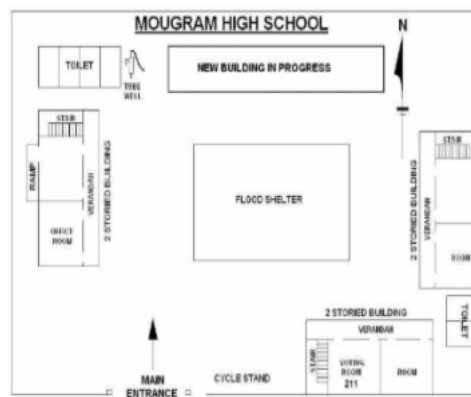 MOUGRAM HIGH SCHOOL
N
TOILET
TUBE
WELL
NEW BUILDING IN PROGRESS
STAIR
RAMP
VERANDAH
2 STORIED BUILDING
OFFICE
ROOM
FLOOD SHELTER
STAIR
2 STORIED BUILDING
VERANDAH
ROOM
TOILET
2 STORIED BUILDING
VERANDAH
STAIR
VOTING
ROOM
211
ROOM
MAIN
ENTRANCE
CYCLE STAND